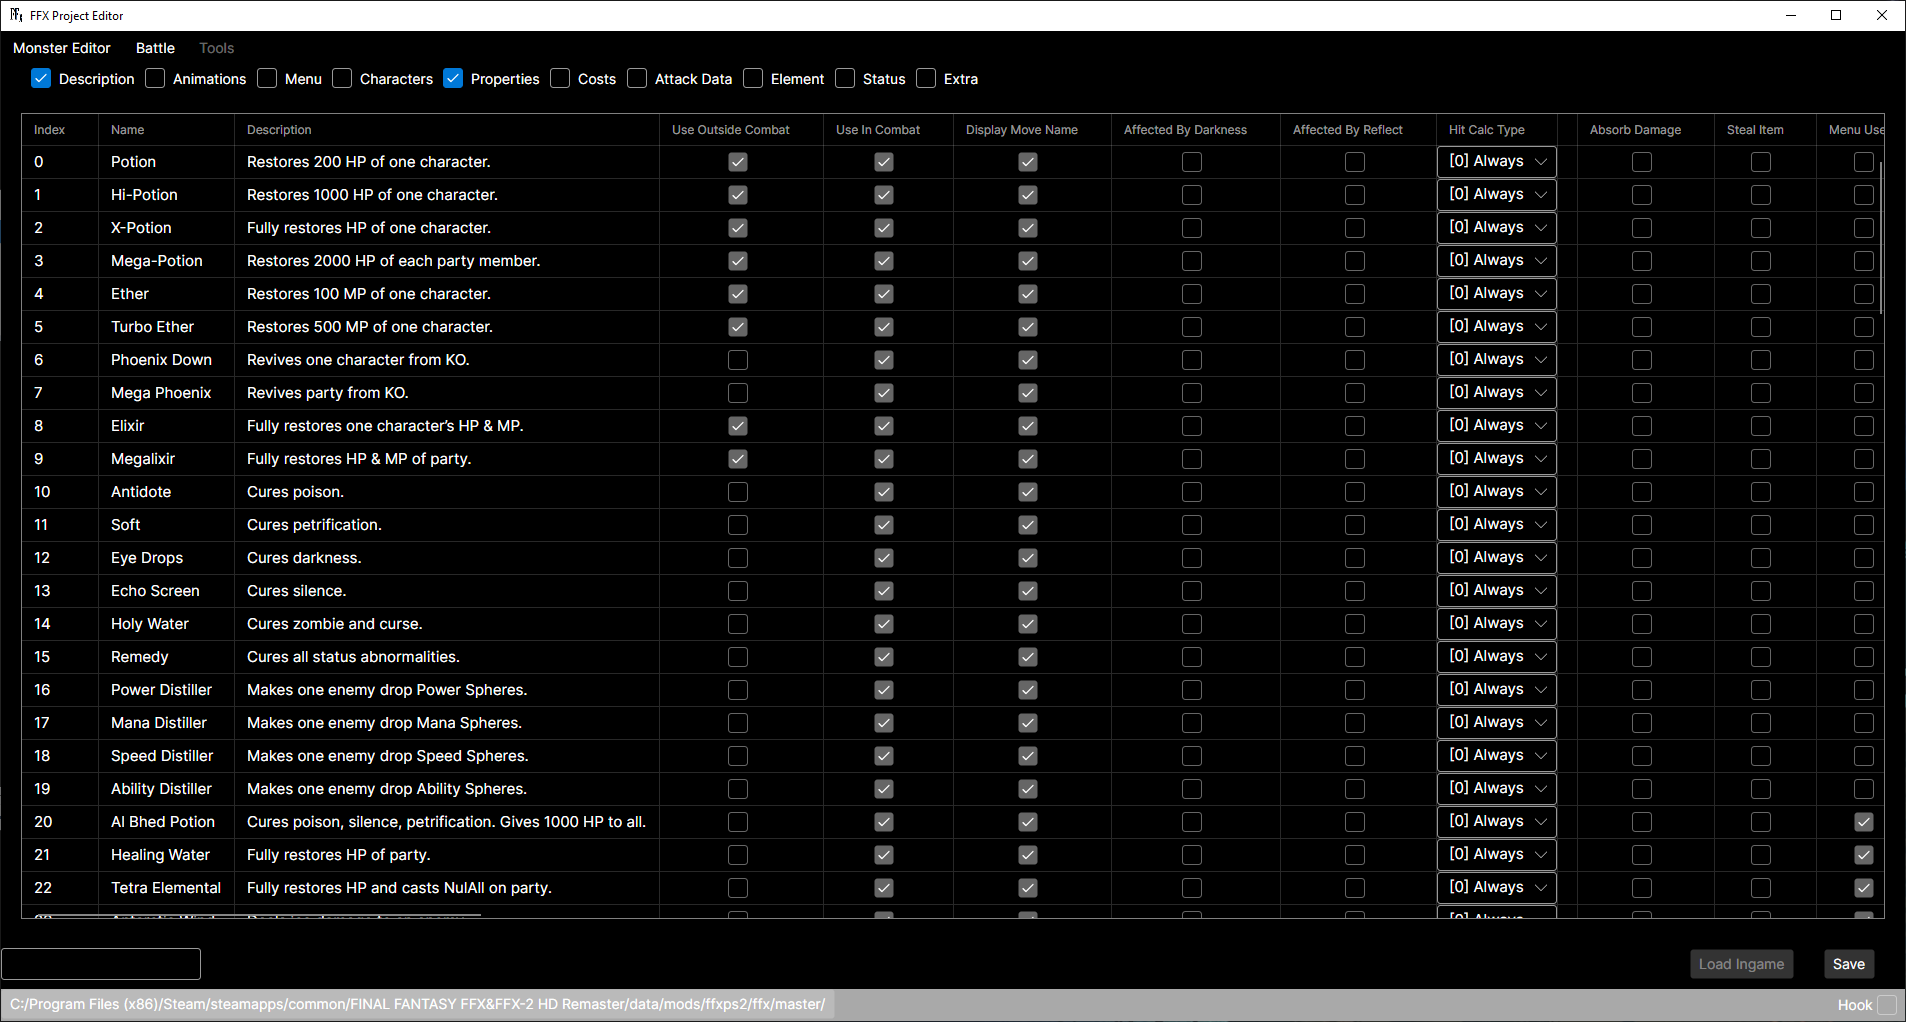 FFX Project Editor
Monster Editor Battle Tools
Description Animations Menu Characters Properties Costs Attack Data Element Status Extra
Index Name Description Use Outside Combat Use In Combat Display Move Name Affected By Darkness Affected By Reflect Hit Calc Type Absorb Damage Steal Item Menu Use
0 Potion Restores 200 HP of one character. [0] Always
1 Hi-Potion Restores 1000 HP of one character. [0] Always
2 X-Potion Fully restores HP of one character. [0] Always
3 Mega-Potion Restores 2000 HP of each party member. [0] Always
4 Ether Restores 100 MP of one character. [0] Always
5 Turbo Ether Restores 500 MP of one character. [0] Always
6 Phoenix Down Revives one character from KO. [0] Always
7 Mega Phoenix Revives party from KO. [0] Always
8 Elixir Fully restores one character’s HP & MP. [0] Always
9 Megalixir Fully restores HP & MP of party. [0] Always
10 Antidote Cures poison. [0] Always
11 Soft Cures petrification. [0] Always
12 Eye Drops Cures darkness. [0] Always
13 Echo Screen Cures silence. [0] Always
14 Holy Water Cures zombie and curse. [0] Always
15 Remedy Cures all status abnormalities. [0] Always
16 Power Distiller Makes one enemy drop Power Spheres. [0] Always
17 Mana Distiller Makes one enemy drop Mana Spheres. [0] Always
18 Speed Distiller Makes one enemy drop Speed Spheres. [0] Always
19 Ability Distiller Makes one enemy drop Ability Spheres. [0] Always
20 Al Bhed Potion Cures poison, silence, petrification. Gives 1000 HP to all. [0] Always
21 Healing Water Fully restores HP of party. [0] Always
22 Tetra Elemental Fully restores HP and casts NulAll on party. [0] Always
[0] Always
Load Ingame Save
C:/Program Files (x86)/Steam/steamapps/common/FINAL FANTASY FFX&FFX-2 HD Remaster/data/mods/ffxps2/ffx/master/ Hook